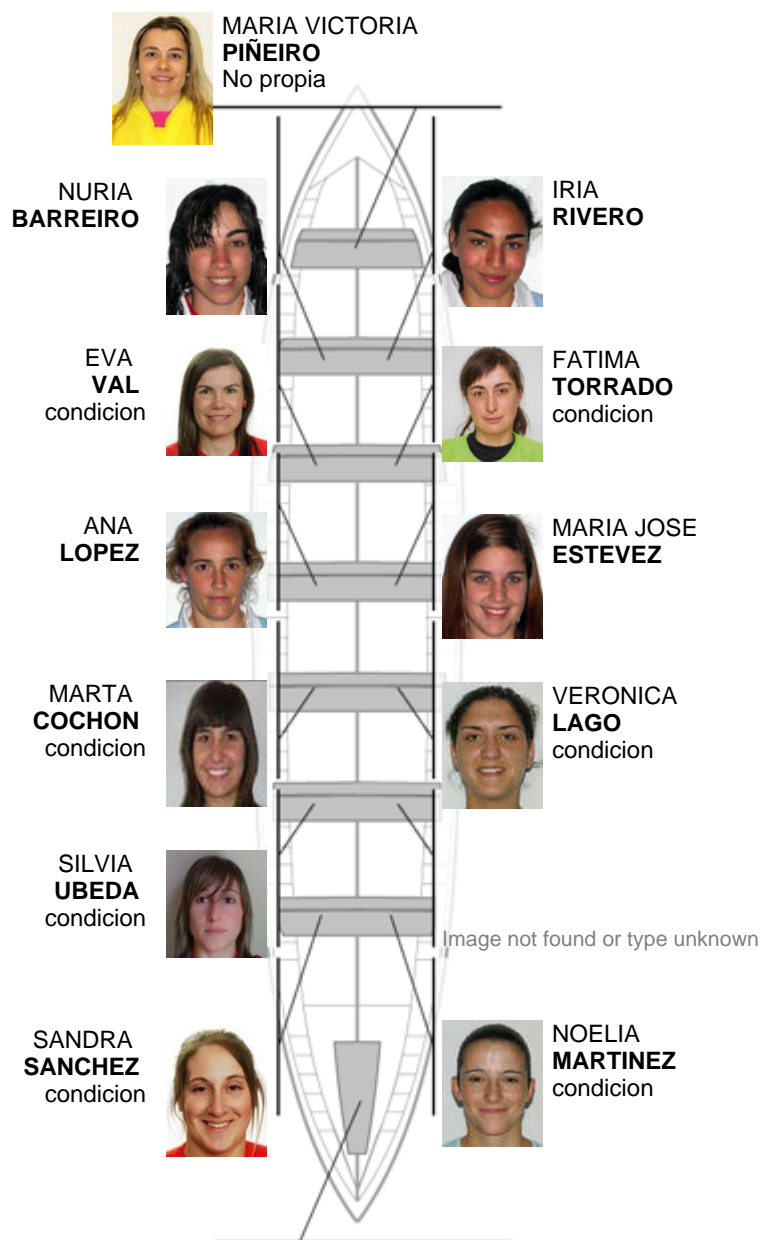 MARIA VICTORIA
PIÑEIRO
No propia
NURIA
BARREIRO
IRIA
RIVERO
EVA
VAL
condicion
FATIMA
TORRADO
condicion
ANA
LOPEZ
MARIA JOSE
ESTEVEZ
MARTA
COCHON
condicion
VERONICA
LAGO
condicion
SILVIA
UBEDA
condicion
Image not found or type unknown
SANDRA
SANCHEZ
condicion
NOELIA
MARTINEZ
condicion